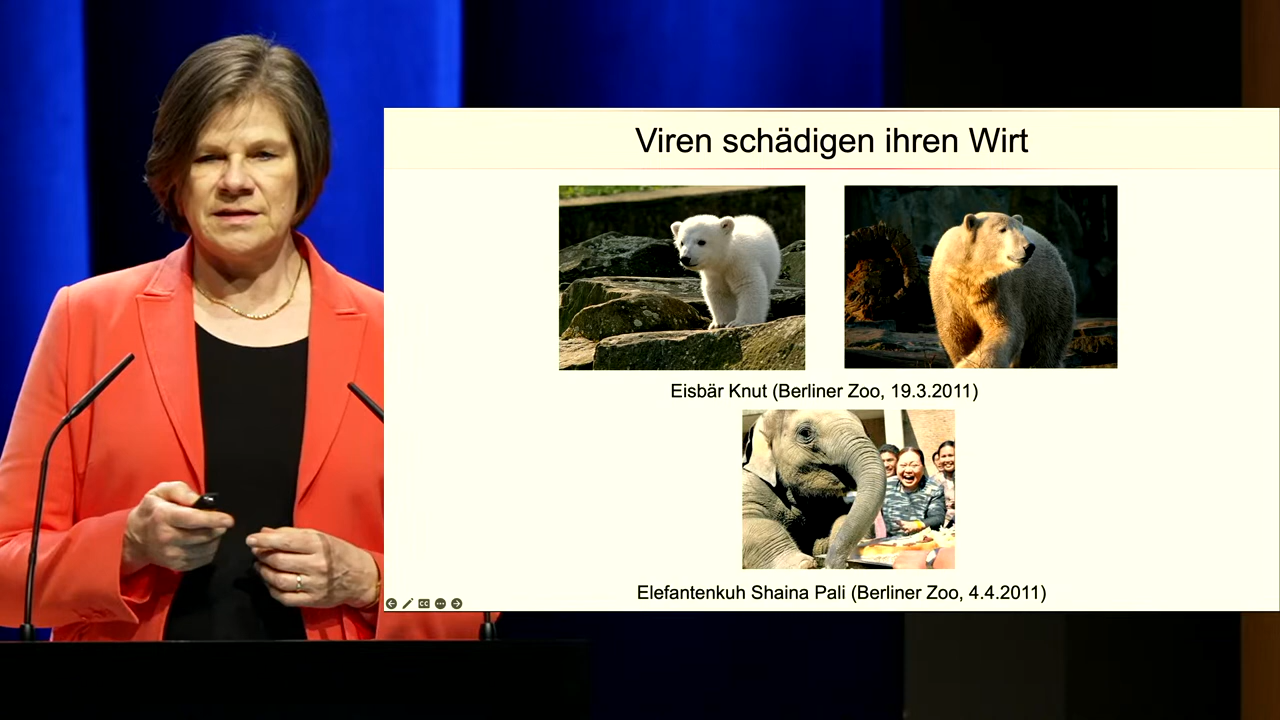 Viren schädigen ihren Wirt
Eisbär Knut (Berliner Zoo, 19.3.2011)
Elefantenkuh Shaina Pali (Berliner Zoo, 4.4.2011)